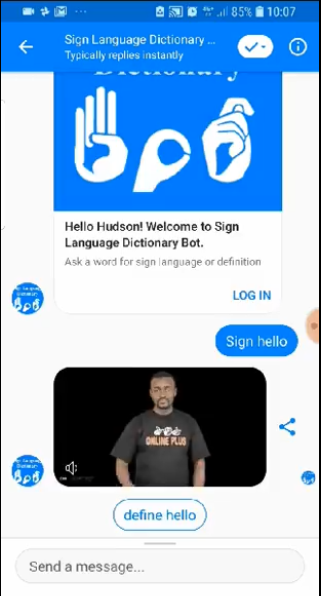 85% 10:07
Sign Language Dictionary ...
Typically replies instantly
Dictionary
Hello Hudson! Welcome to Sign
Language Dictionary Bot.
Ask a word for sign language or definition
LOG IN
Sign hello
ONLINE PLUS
define hello
Send a message...